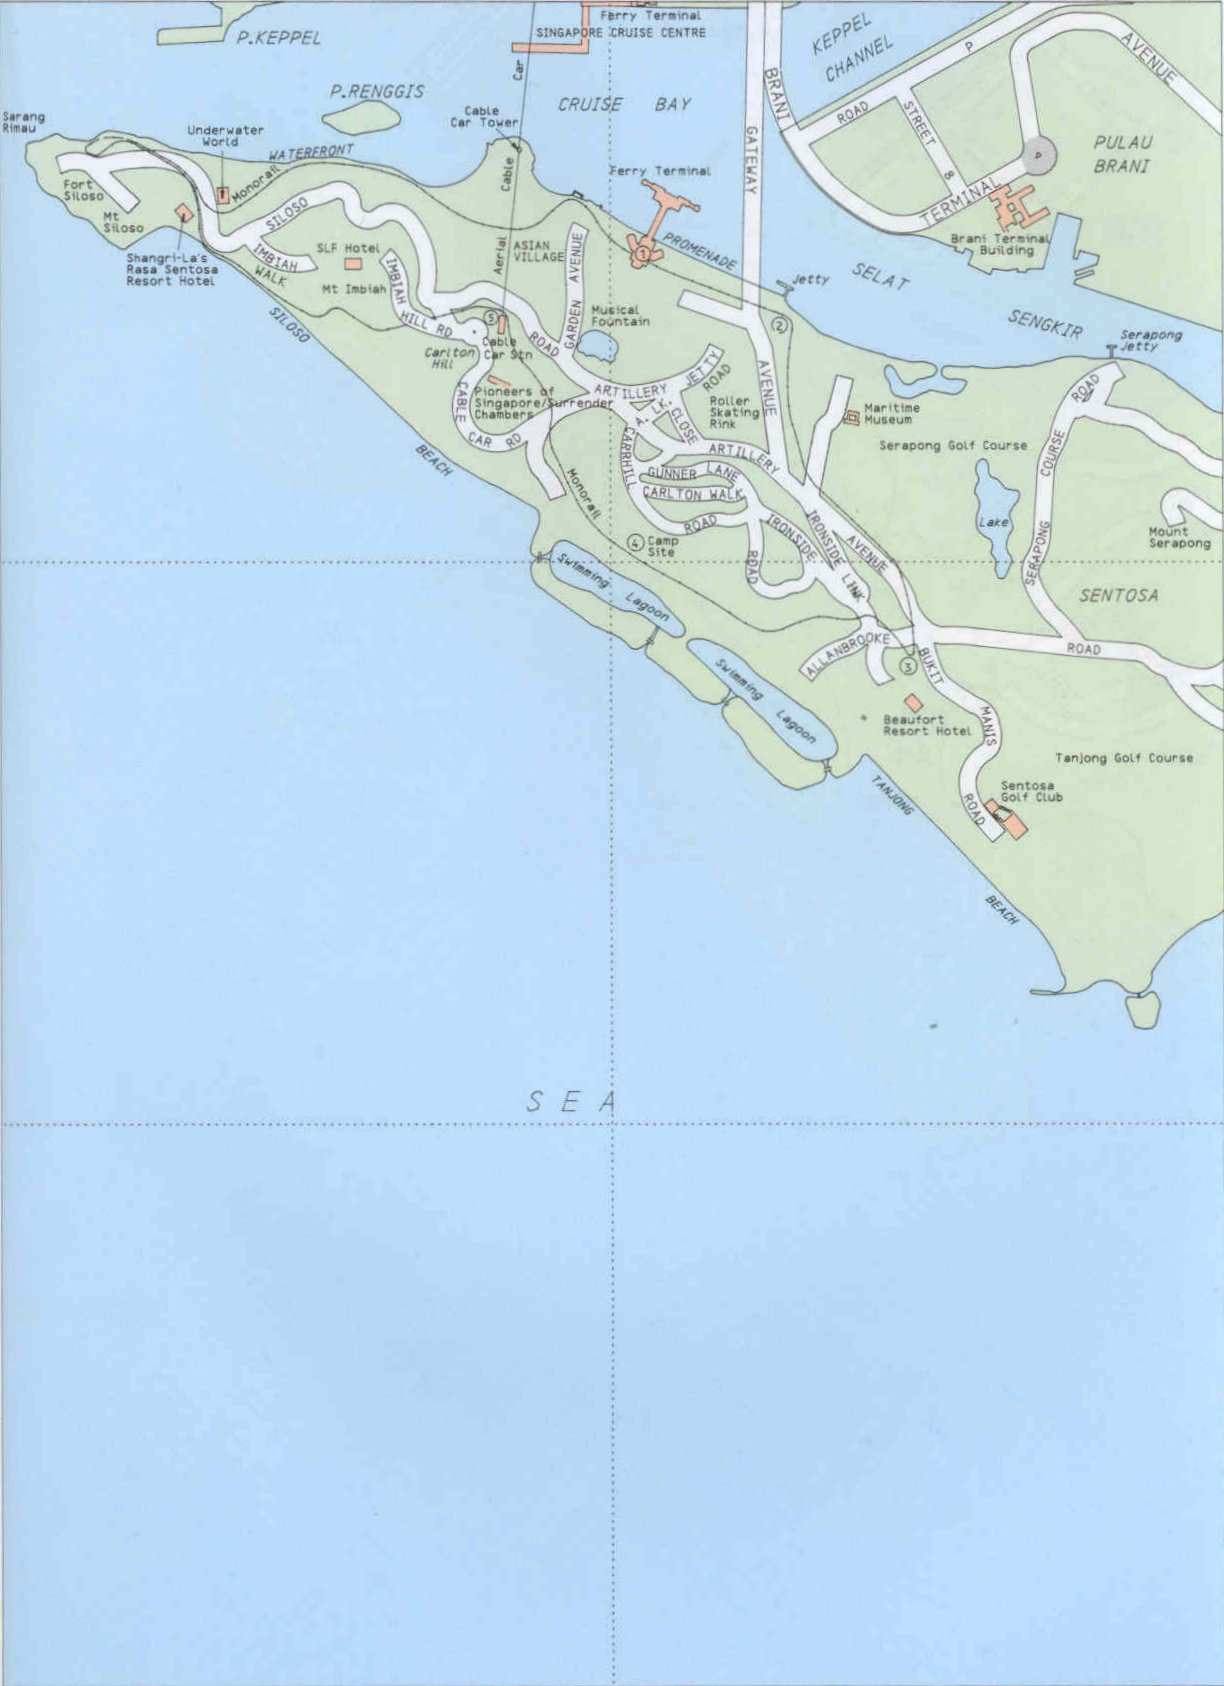 Ferry Terminal
SINGAPORE CRUISE CENTRE
P.KEPPEL
Car
KEPPEL
CHANNEL
P
AVENUE
BRANI
P.RENGGIS
CRUISE BAY
Cable
Car Tower
ROAD
STREET 8
Sarang
Rimau
Underwater
World
WATERFRONT
GATEWAY
PULAU
BRANI
P
Cable
Ferry Terminal
Monorail
TERMINAL
Fort
Siloso
Mt
Siloso
SILOSO
Brani Terminal
Building
Shangri-La's
Rasa Sentosa
Resort Hotel
IMBIAH
WALK
SLF Hotel
Mt Imbiah
IMBIAH
HILL RD
Aerial
ASIAN
VILLAGE
GARDEN AVENUE
1
PROMENADE
Jetty
SELAT
SENGKIR
SILOSO
BEACH
5
Cable
Car Stn
ROAD
Musical
Fountain
2
Serapong
Jetty
Carlton
Hill
Pioneers of
Singapore/Surrender
Chambers
ARTILLERY
JETTY
ROAD
AVENUE
ROAD
A. LK.
CLOSE
Roller
Skating
Rink
Maritime
Museum
CABLE
CAR RD
CARRHILL
ROAD
ARTILLERY
AVENUE
Serapong Golf Course
SERAPONG
COURSE
GUNNER LANE
CARLTON WALK
Monorail
4
Camp
Site
IRONSIDE
ROAD
IRONSIDE
LINK
Lake
Mount
Serapong
Swimming
Lagoon
SENTOSA
ALLANBROOKE
ROAD
3
BUKIT
MANIS
ROAD
Swimming
Lagoon
Beaufort
Resort Hotel
Tanjong Golf Course
Sentosa
Golf Club
TANJONG
BEACH
SEA